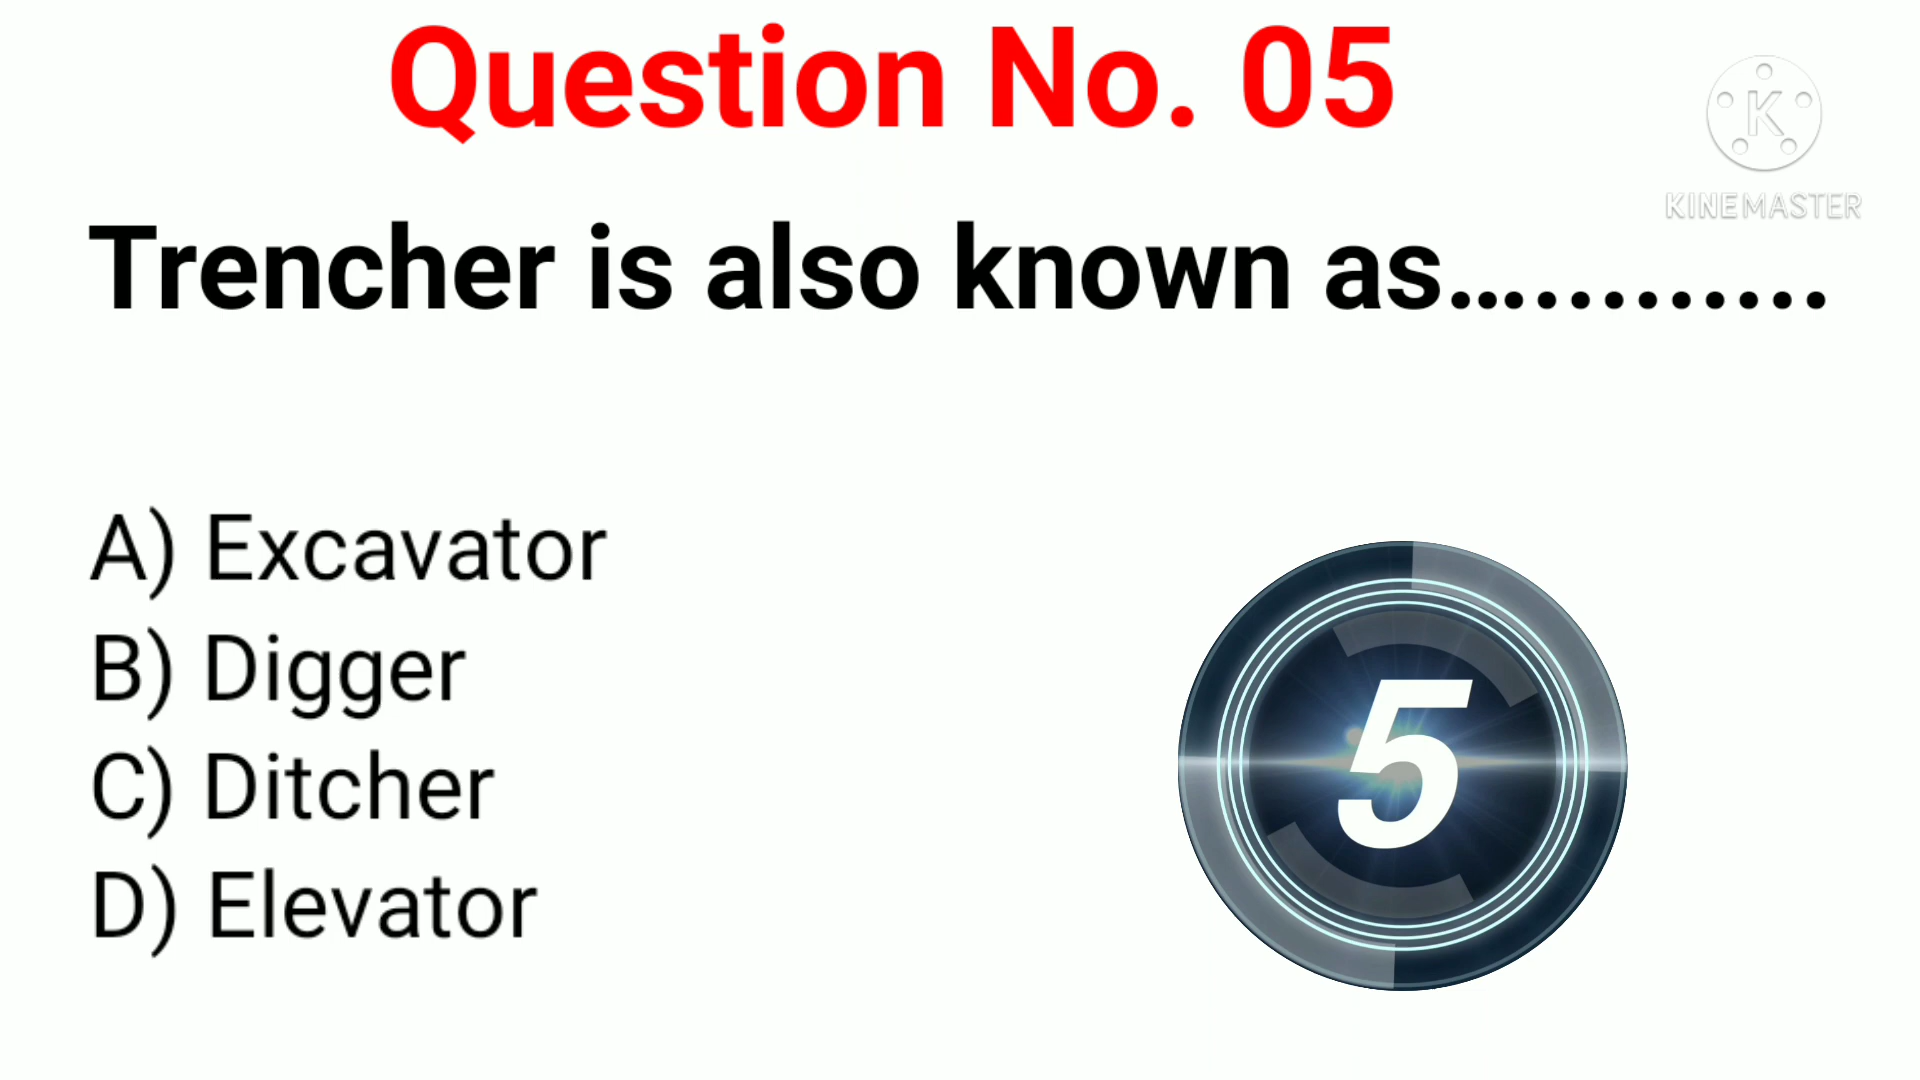 Question No. 05
K
KINEMASTER
Trencher is also known as.............
A) Excavator
B) Digger
C) Ditcher
D) Elevator
5